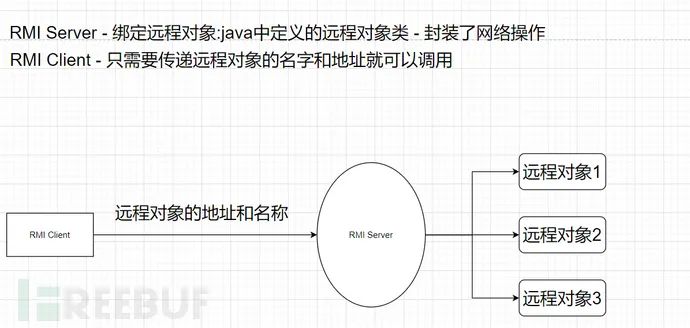 RMI Server - 绑定远程对象:java中定义的远程对象类 - 封装了网络操作
RMI Client - 只需要传递远程对象的名字和地址就可以调用
远程对象1
远程对象的地址和名称
RMI Client
RMI Server
远程对象2
远程对象3
FREEBUF